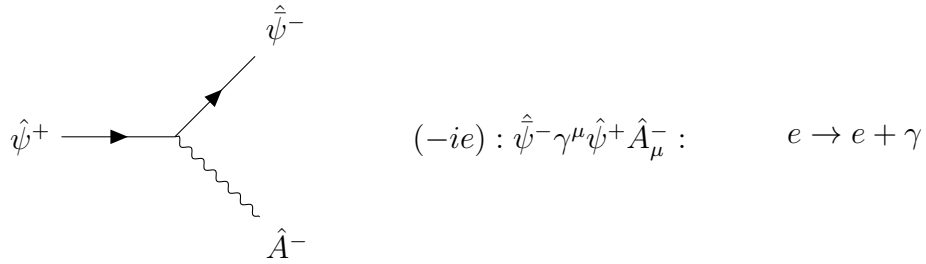 $\hat{\bar{\psi}}^-$
$\hat{\psi}^+$ $(-ie) : \hat{\bar{\psi}}^- \gamma^\mu \hat{\psi}^+ \hat{A}^-_\mu :$ $e \to e + \gamma$
$\hat{A}^-$